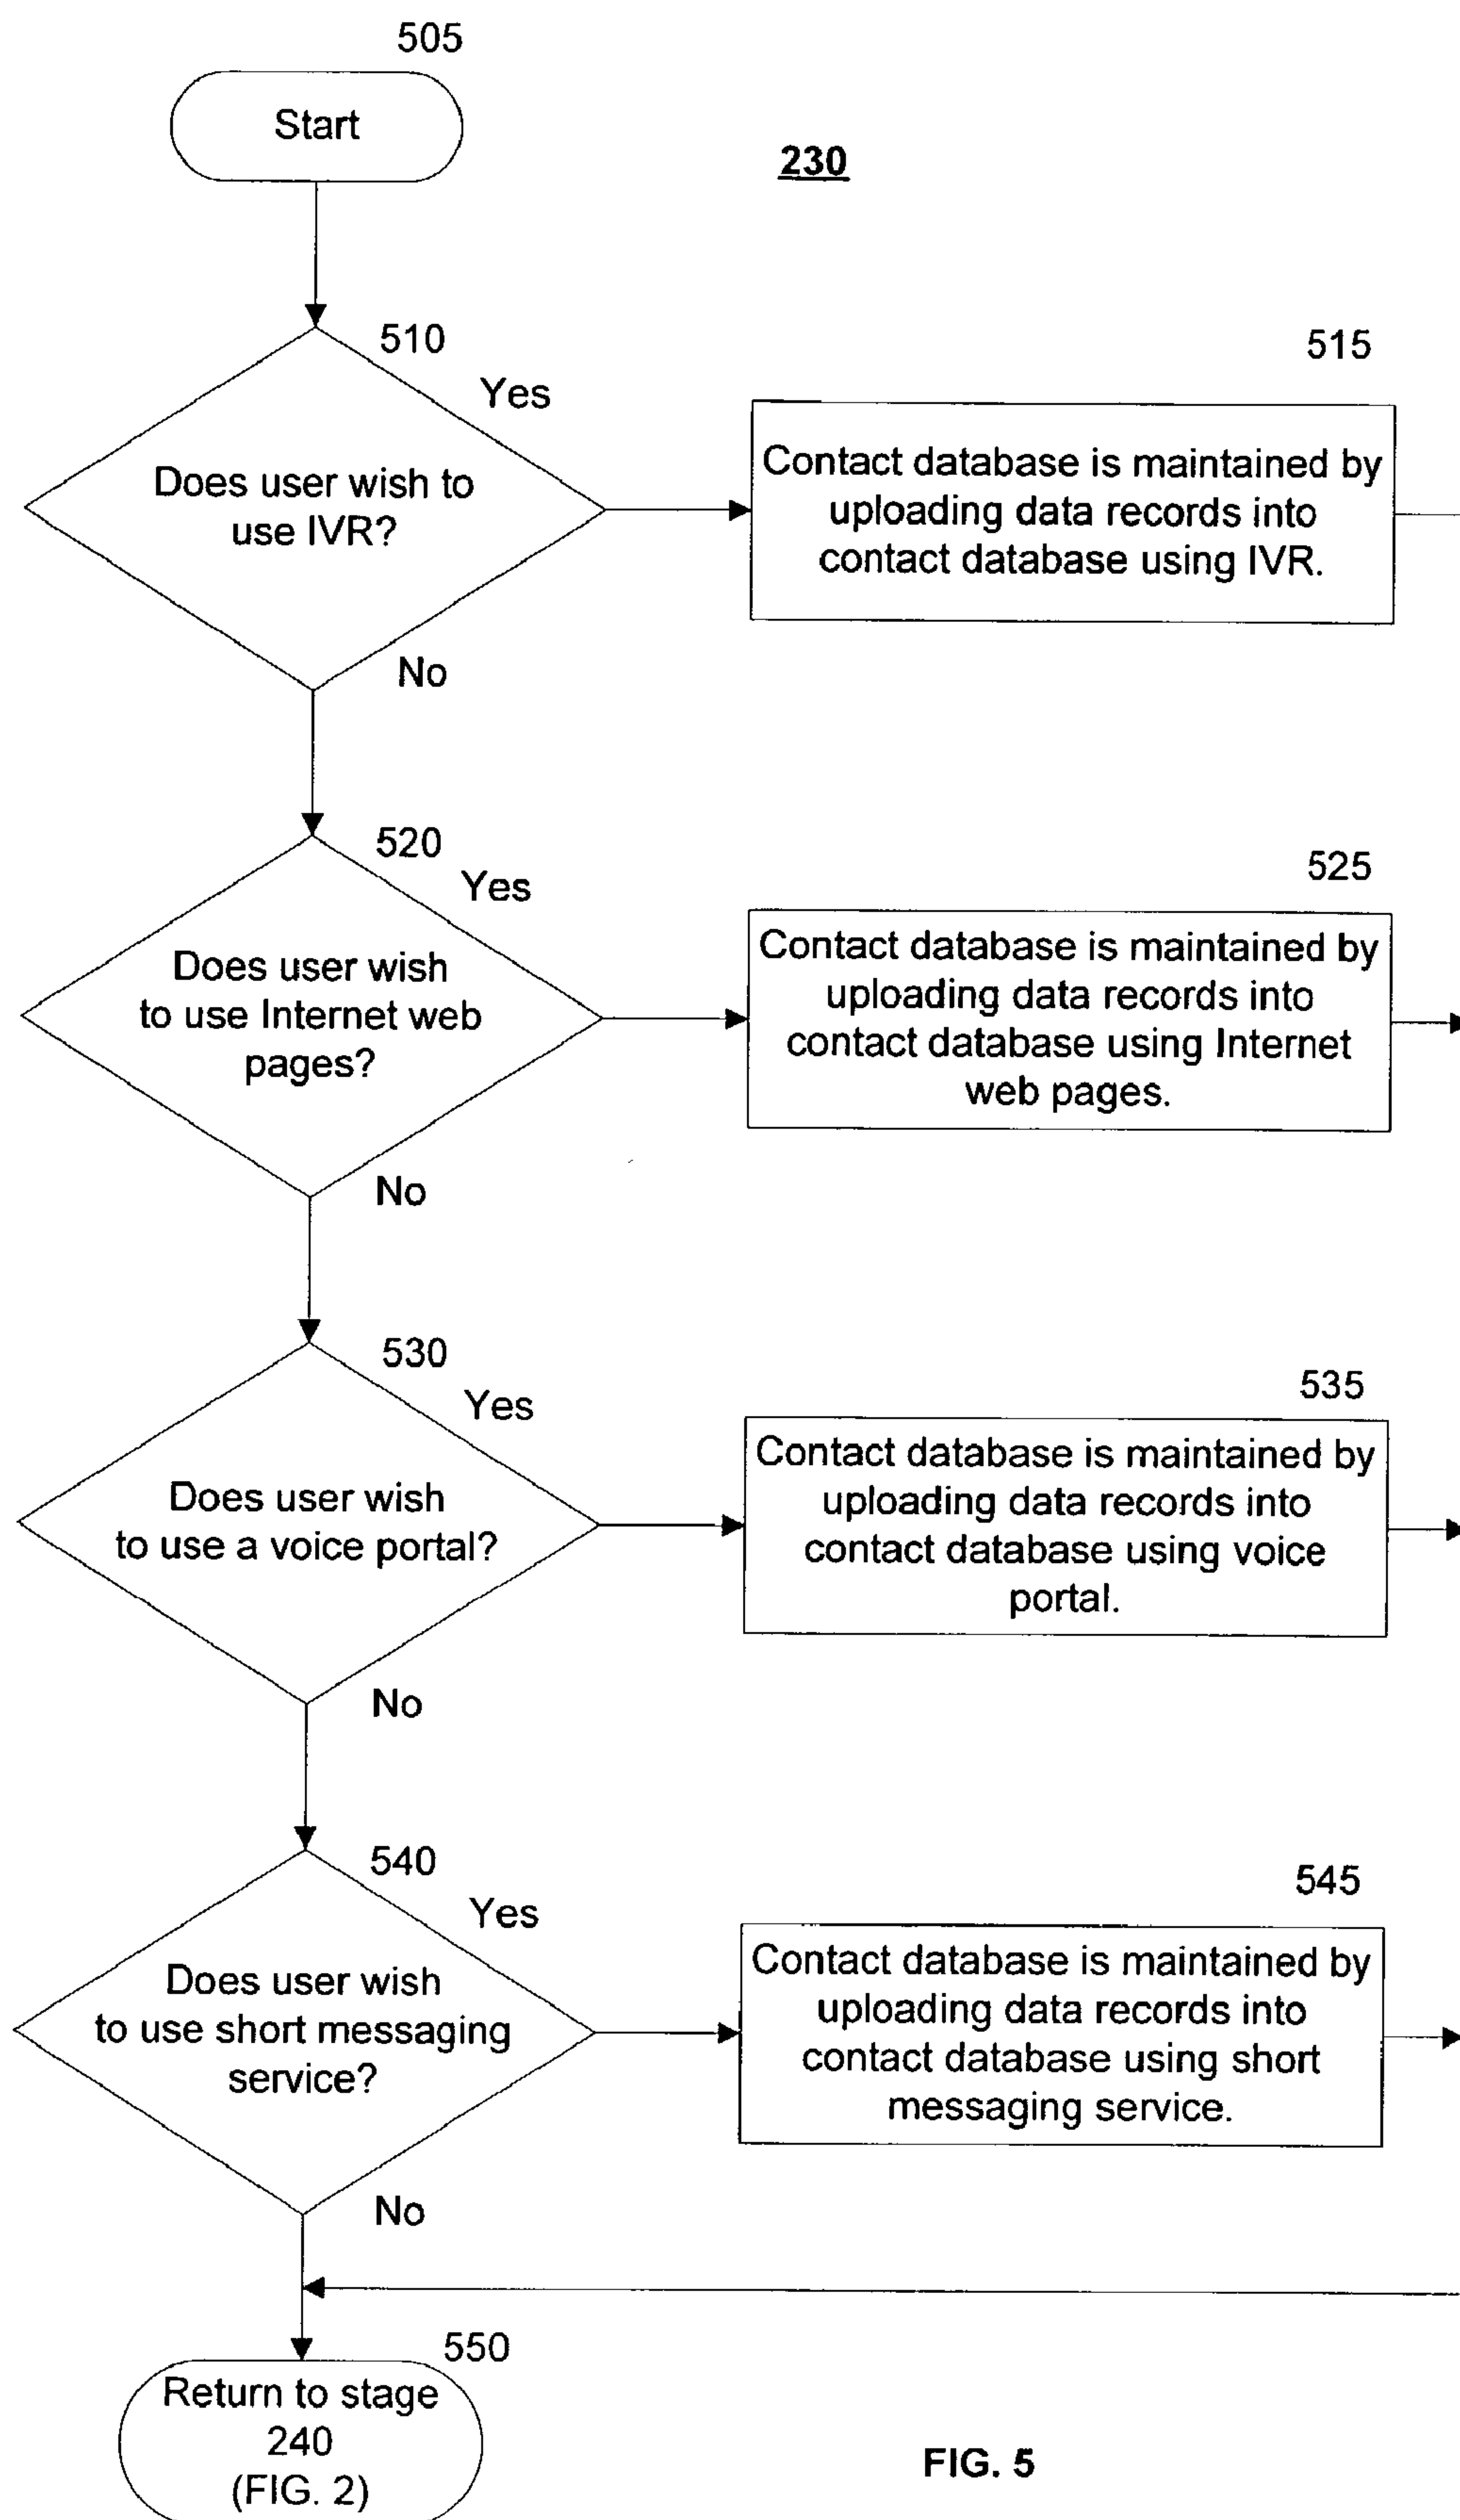 505
Start
230
510
Yes
Does user wish to
use IVR?
No
515
Contact database is maintained by
uploading data records into
contact database using IVR.
520
Yes
Does user wish
to use Internet web
pages?
No
525
Contact database is maintained by
uploading data records into
contact database using Internet
web pages.
530
Yes
Does user wish
to use a voice portal?
No
535
Contact database is maintained by
uploading data records into
contact database using voice
portal.
540
Yes
Does user wish
to use short messaging
service?
No
545
Contact database is maintained by
uploading data records into
contact database using short
messaging service.
550
Return to stage
240
(FIG. 2)
FIG. 5